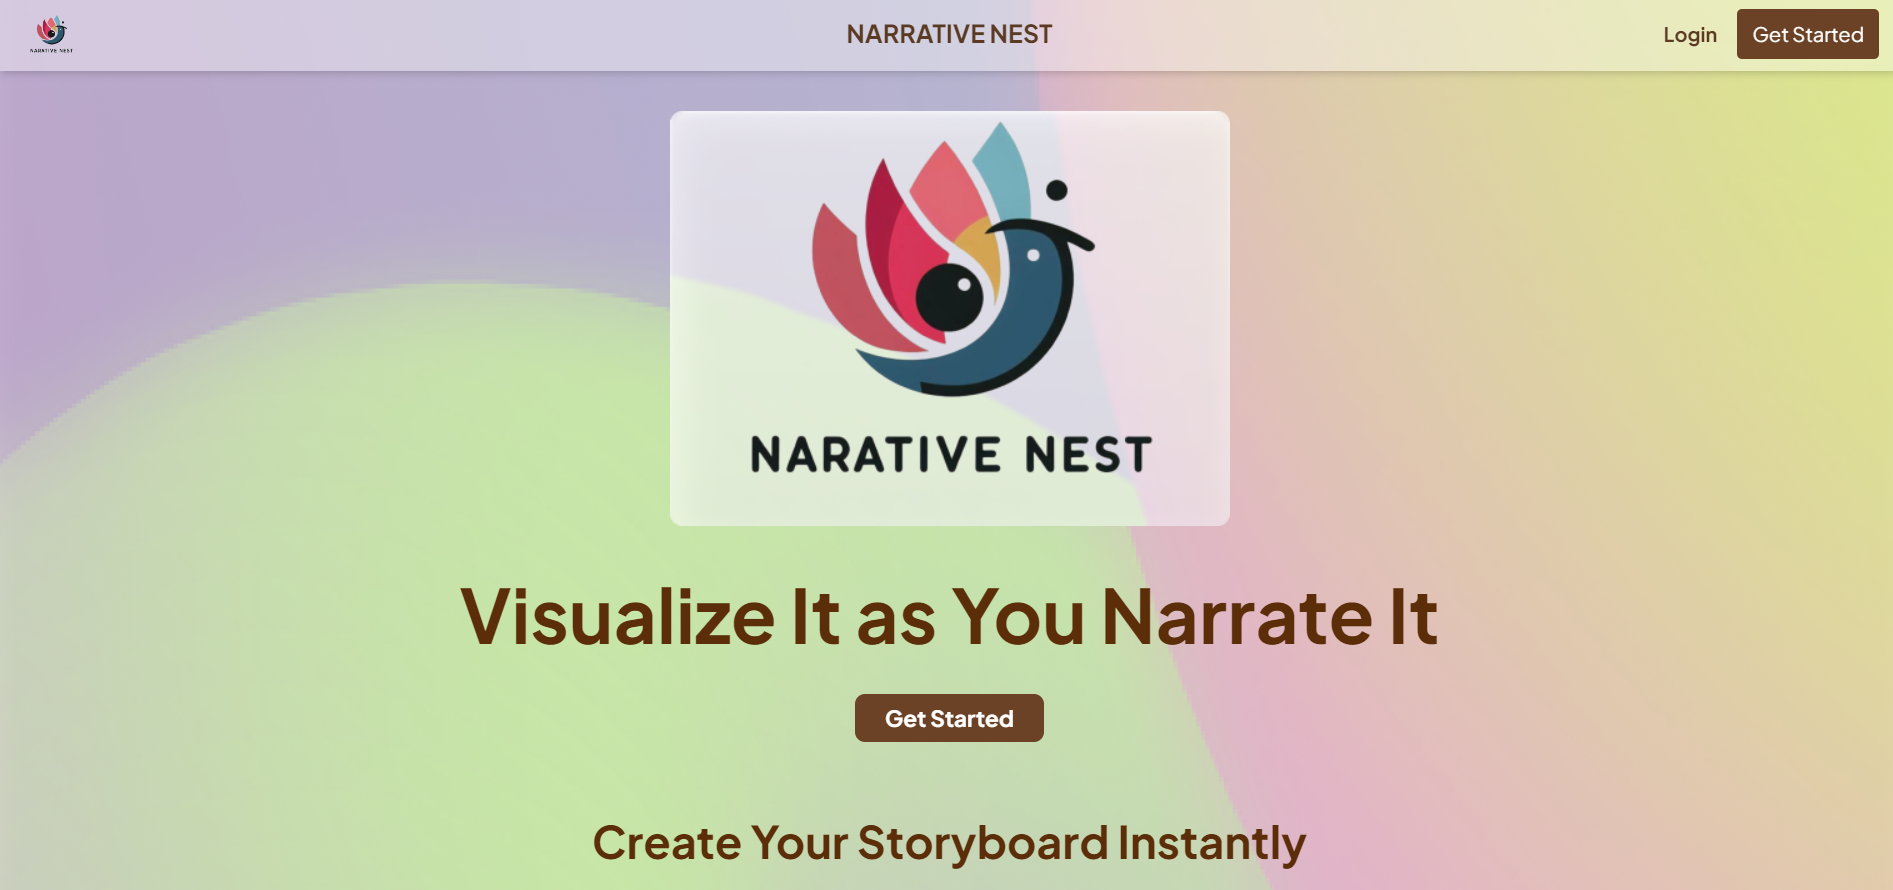 NARATIVE NEST
NARRATIVE NEST
Login
Get Started
NARATIVE NEST
Visualize It as You Narrate It
Get Started
Create Your Storyboard Instantly